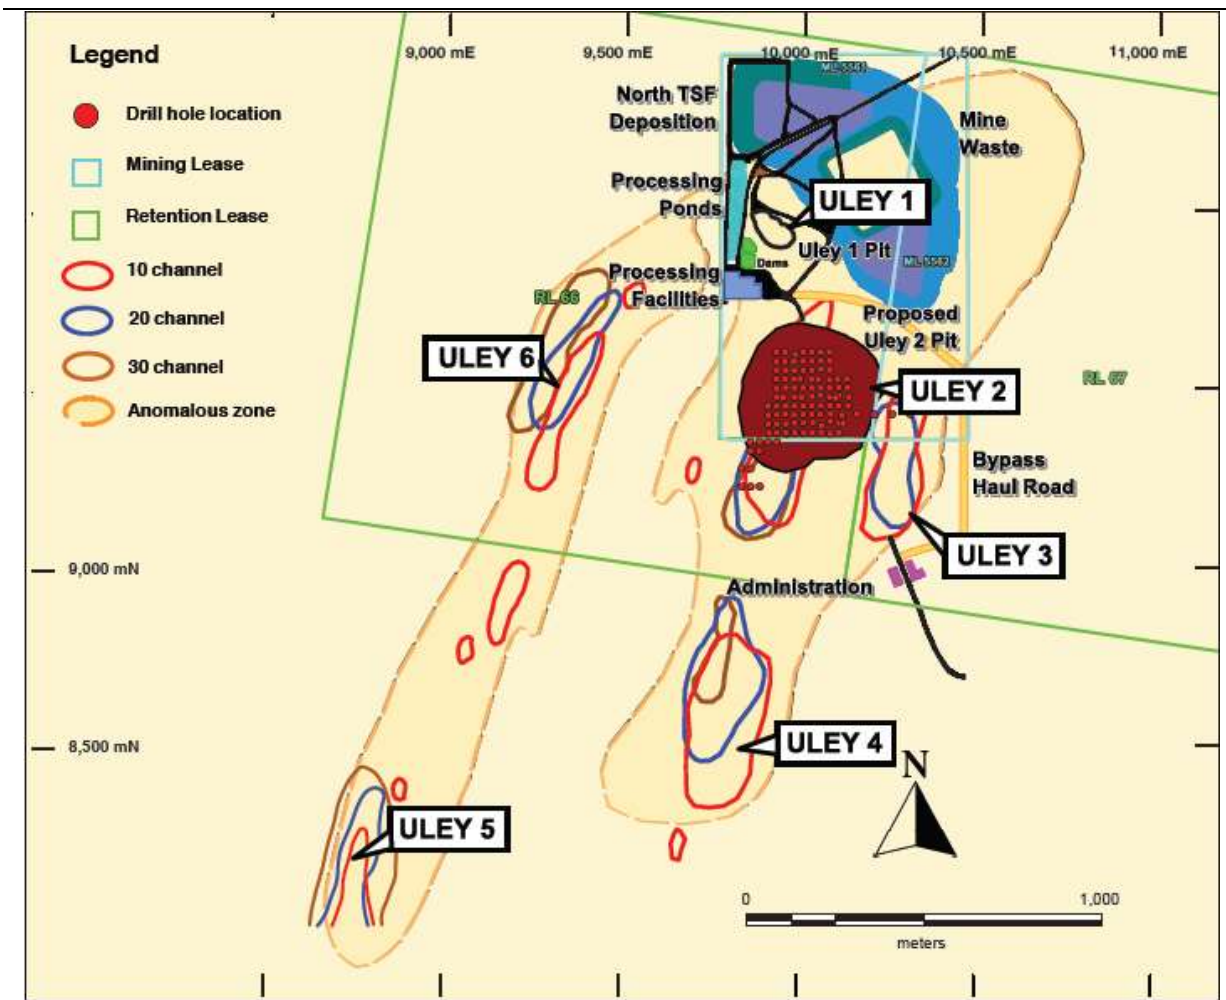 Legend
Drill hole location
Mining Lease
Retention Lease
10 channel
20 channel
30 channel
Anomalous zone
9,000 mE
9,500 mE
10,000 mE
10,500 mE
11,000 mE
ML 5561
North TSF
Deposition
Mine
Waste
Processing
Ponds
ULEY 1
Uley 1 Pit
ML 5562
Dams
Processing
Facilities
RL 66
Proposed
Uley 2 Pit
ULEY 6
ULEY 2
RL 67
Bypass
Haul Road
ULEY 3
9,000 mN
Administration
8,500 mN
ULEY 4
N
ULEY 5
0
1,000
meters